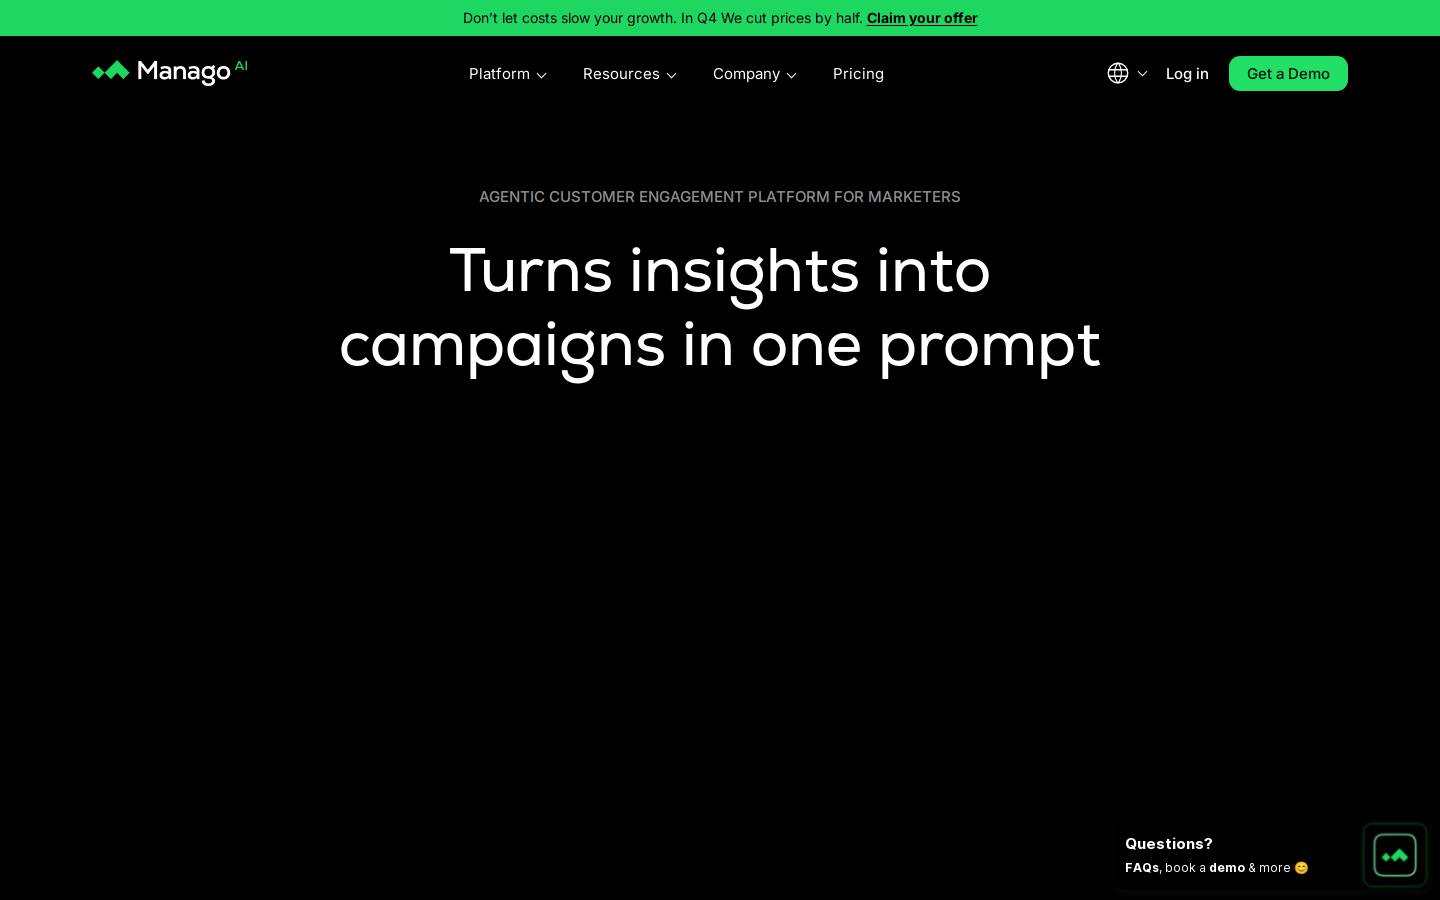 Don’t let costs slow your growth. In Q4 We cut prices by half. Claim your offer
Manago AI
Platform
Resources
Company
Pricing
Log in
Get a Demo
AGENTIC CUSTOMER ENGAGEMENT PLATFORM FOR MARKETERS
Turns insights into
campaigns in one prompt
Questions?
FAQs, book a demo & more 😊